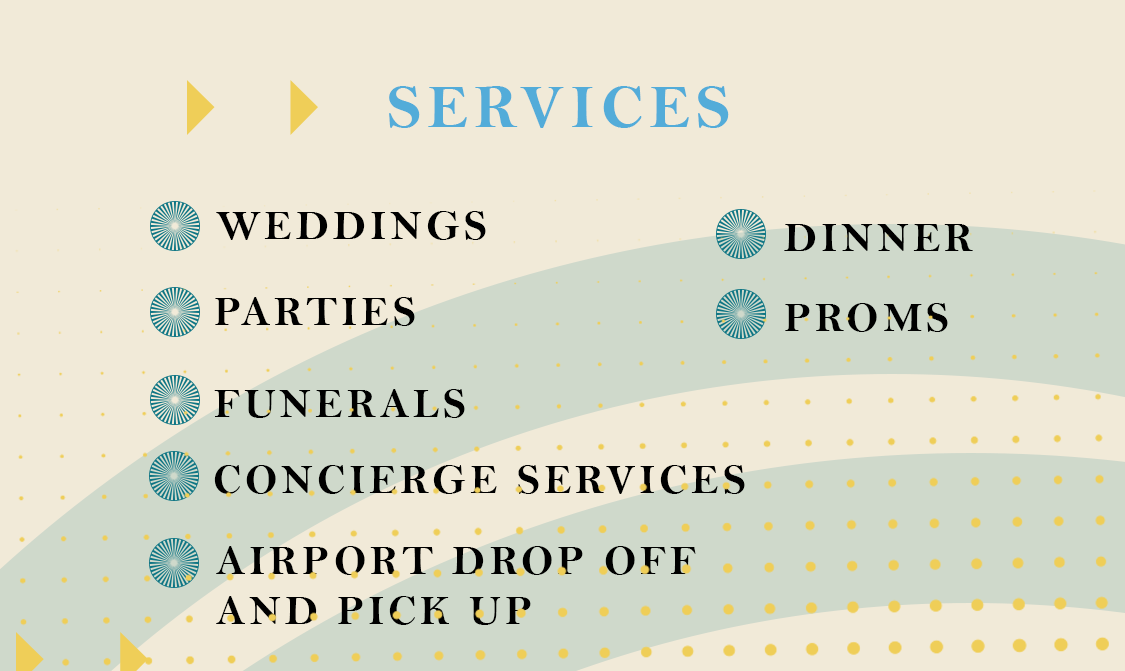 SERVICES
WEDDINGS
PARTIES
FUNERALS
CONCIERGE SERVICES
AIRPORT DROP OFF
AND PICK UP
DINNER
PROMS